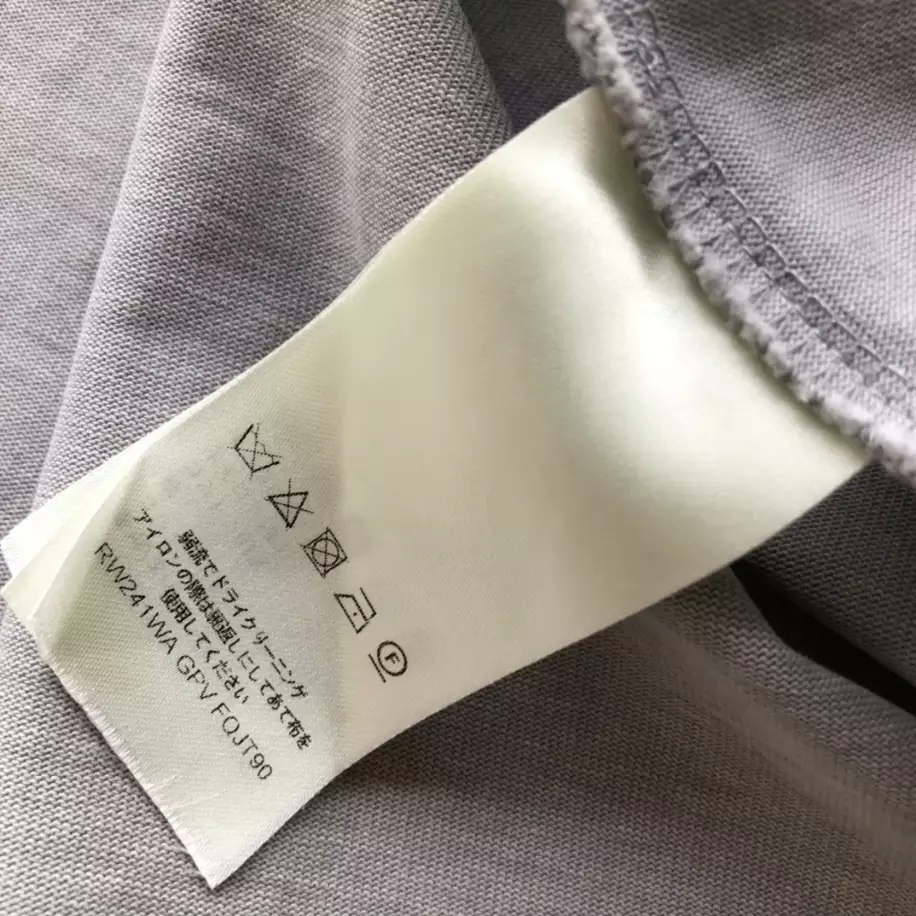 F
弱流でドライクリーニング
アイロンの際は裏返しにしてあて布を
使用してください
RW241WA GPV FQJT90